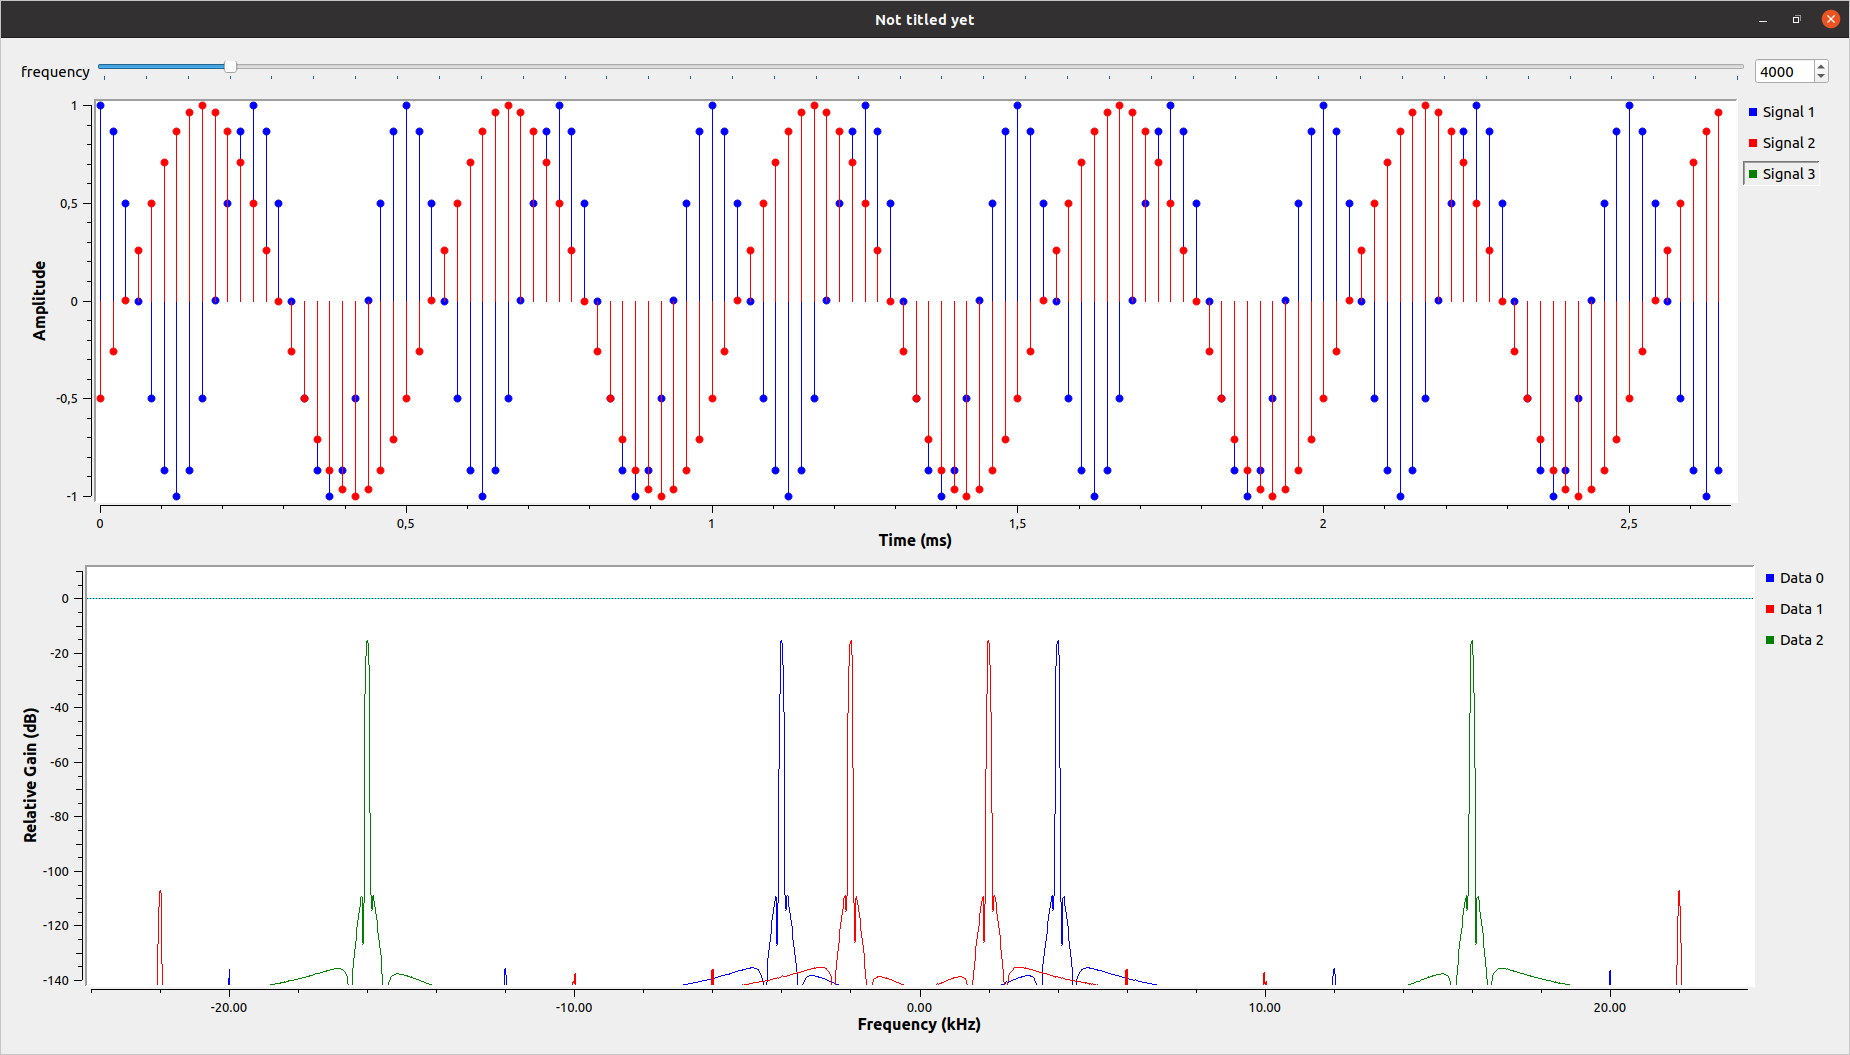 Not titled yet
frequency
4000
Signal 1
Signal 2
Signal 3
Amplitude
1
0,5
0
-0,5
-1
0 0,5 1 1,5 2 2,5
Time (ms)
Data 0
Data 1
Data 2
Relative Gain (dB)
0
-20
-40
-60
-80
-100
-120
-140
-20.00 -10.00 0.00 10.00 20.00
Frequency (kHz)